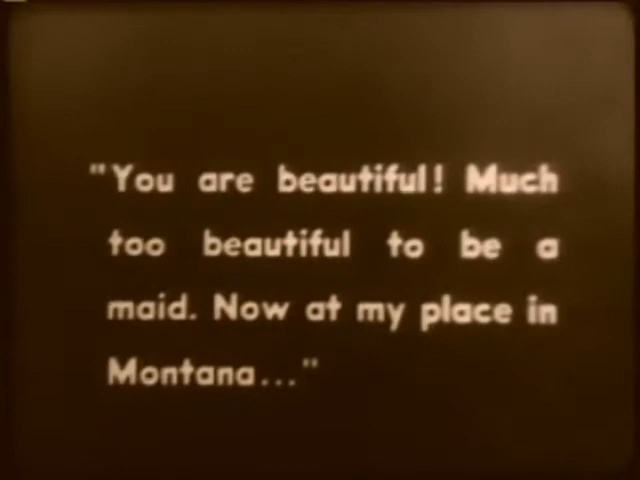 "You are beautiful! Much
too beautiful to be a
maid. Now at my place in
Montana..."